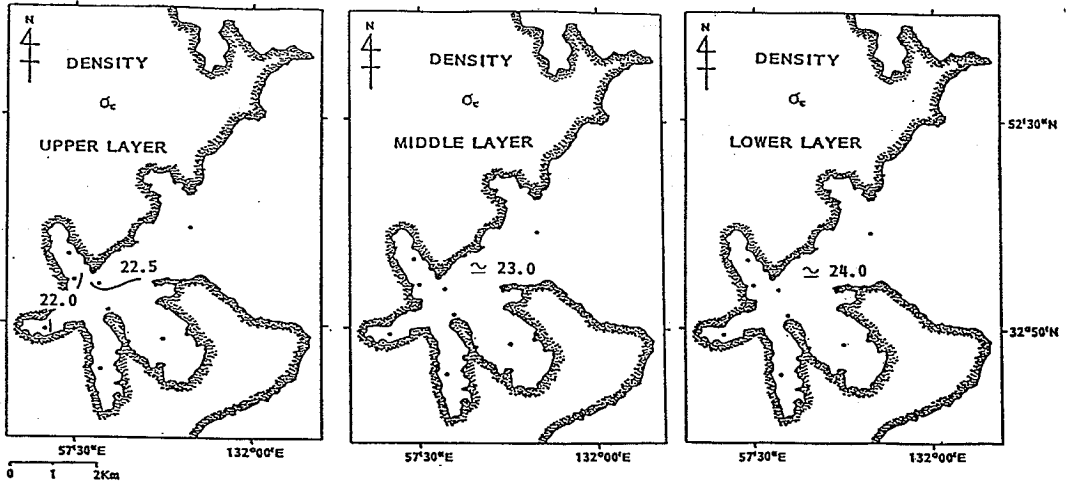 N
DENSITY
σt
UPPER LAYER
22.5
22.0
57'30"E
132°00'E
0 1 2Km
N
DENSITY
σt
MIDDLE LAYER
≃ 23.0
57'30"E
132°00'E
N
DENSITY
σt
LOWER LAYER
≃ 24.0
52'30"N
32°50'N
57'30"E
132°00'E